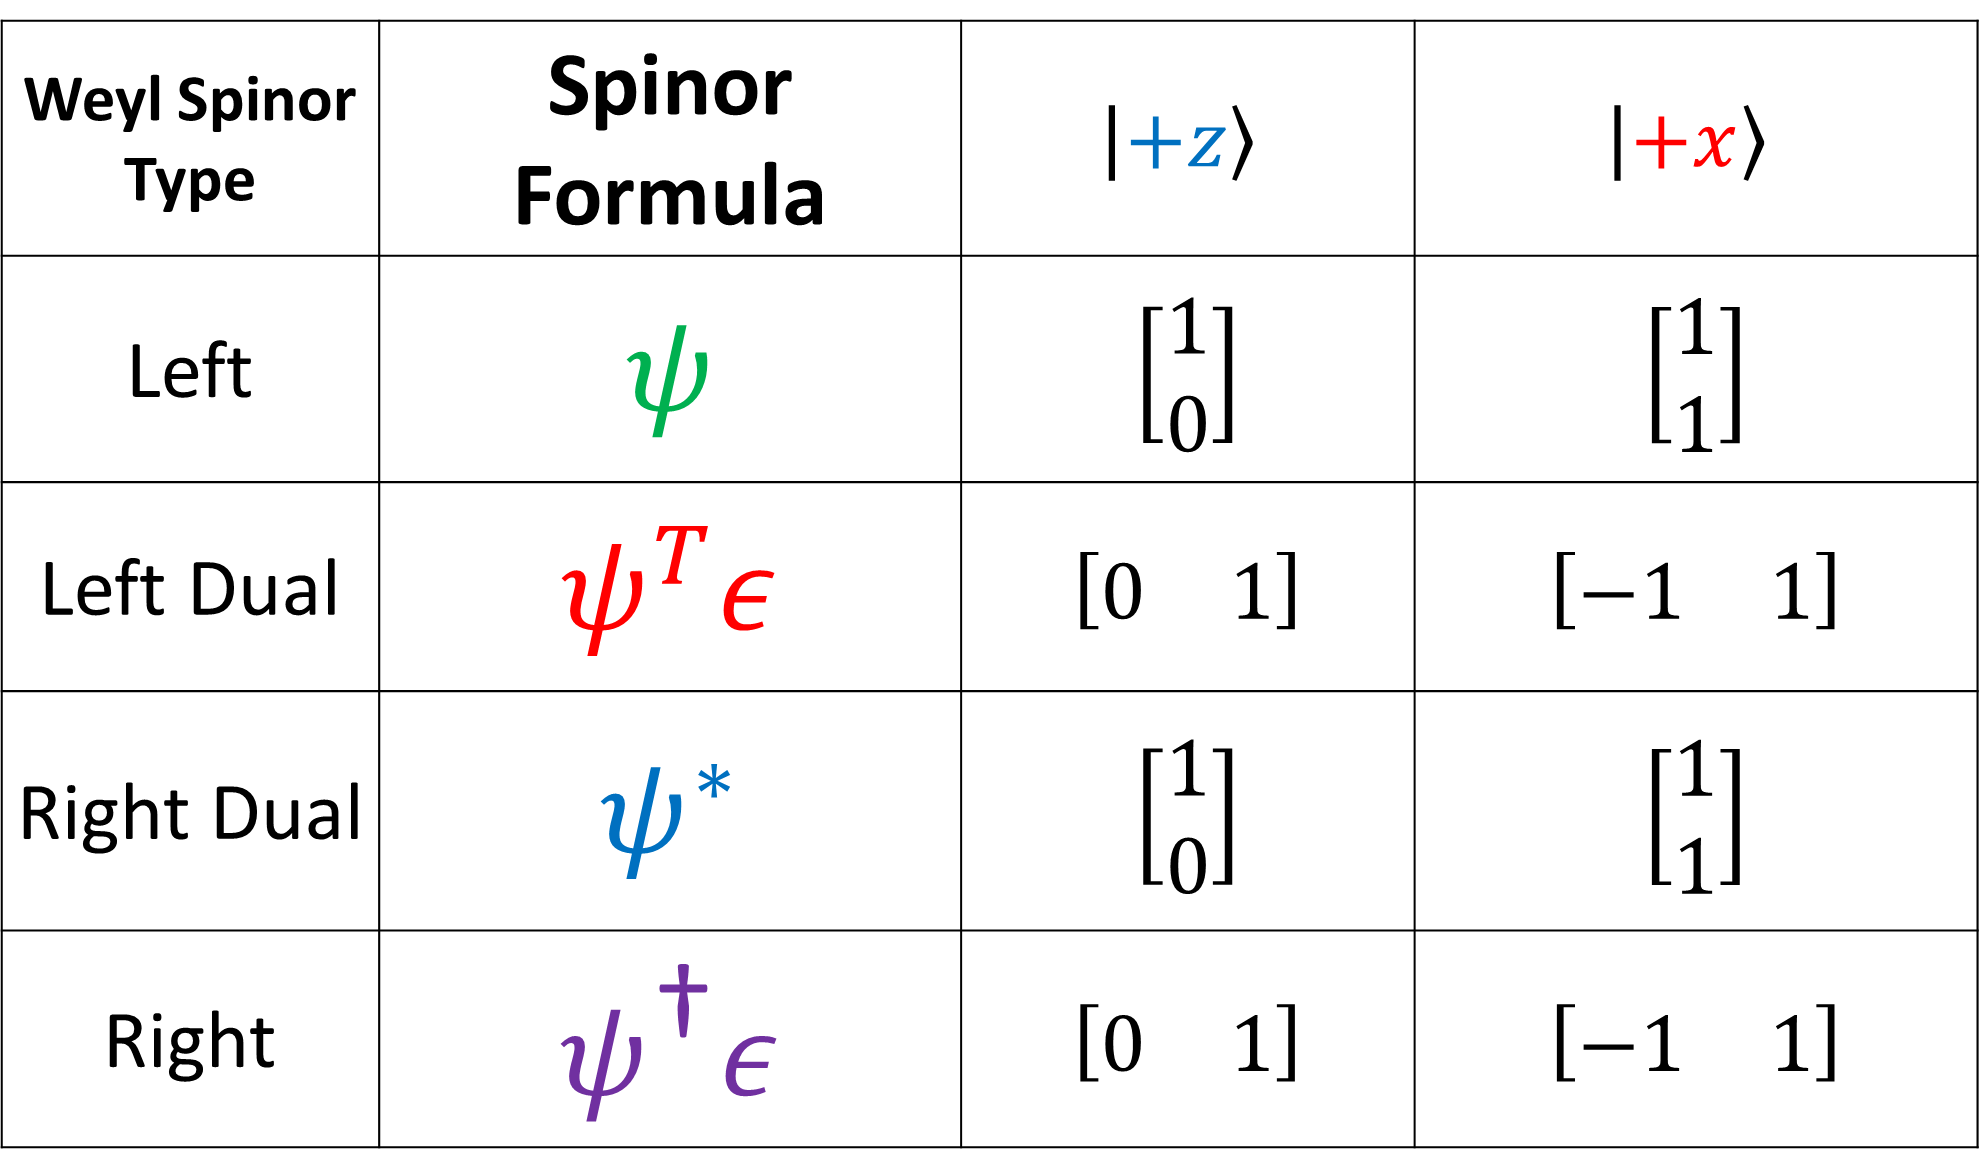 Weyl Spinor
Type
Spinor
Formula
|+z⟩
|+x⟩
Left
ψ
[1
0]
[1
1]
Left Dual
ψᵀϵ
[0 1]
[−1 1]
Right Dual
ψ*
[1
0]
[1
1]
Right
ψ†ϵ
[0 1]
[−1 1]